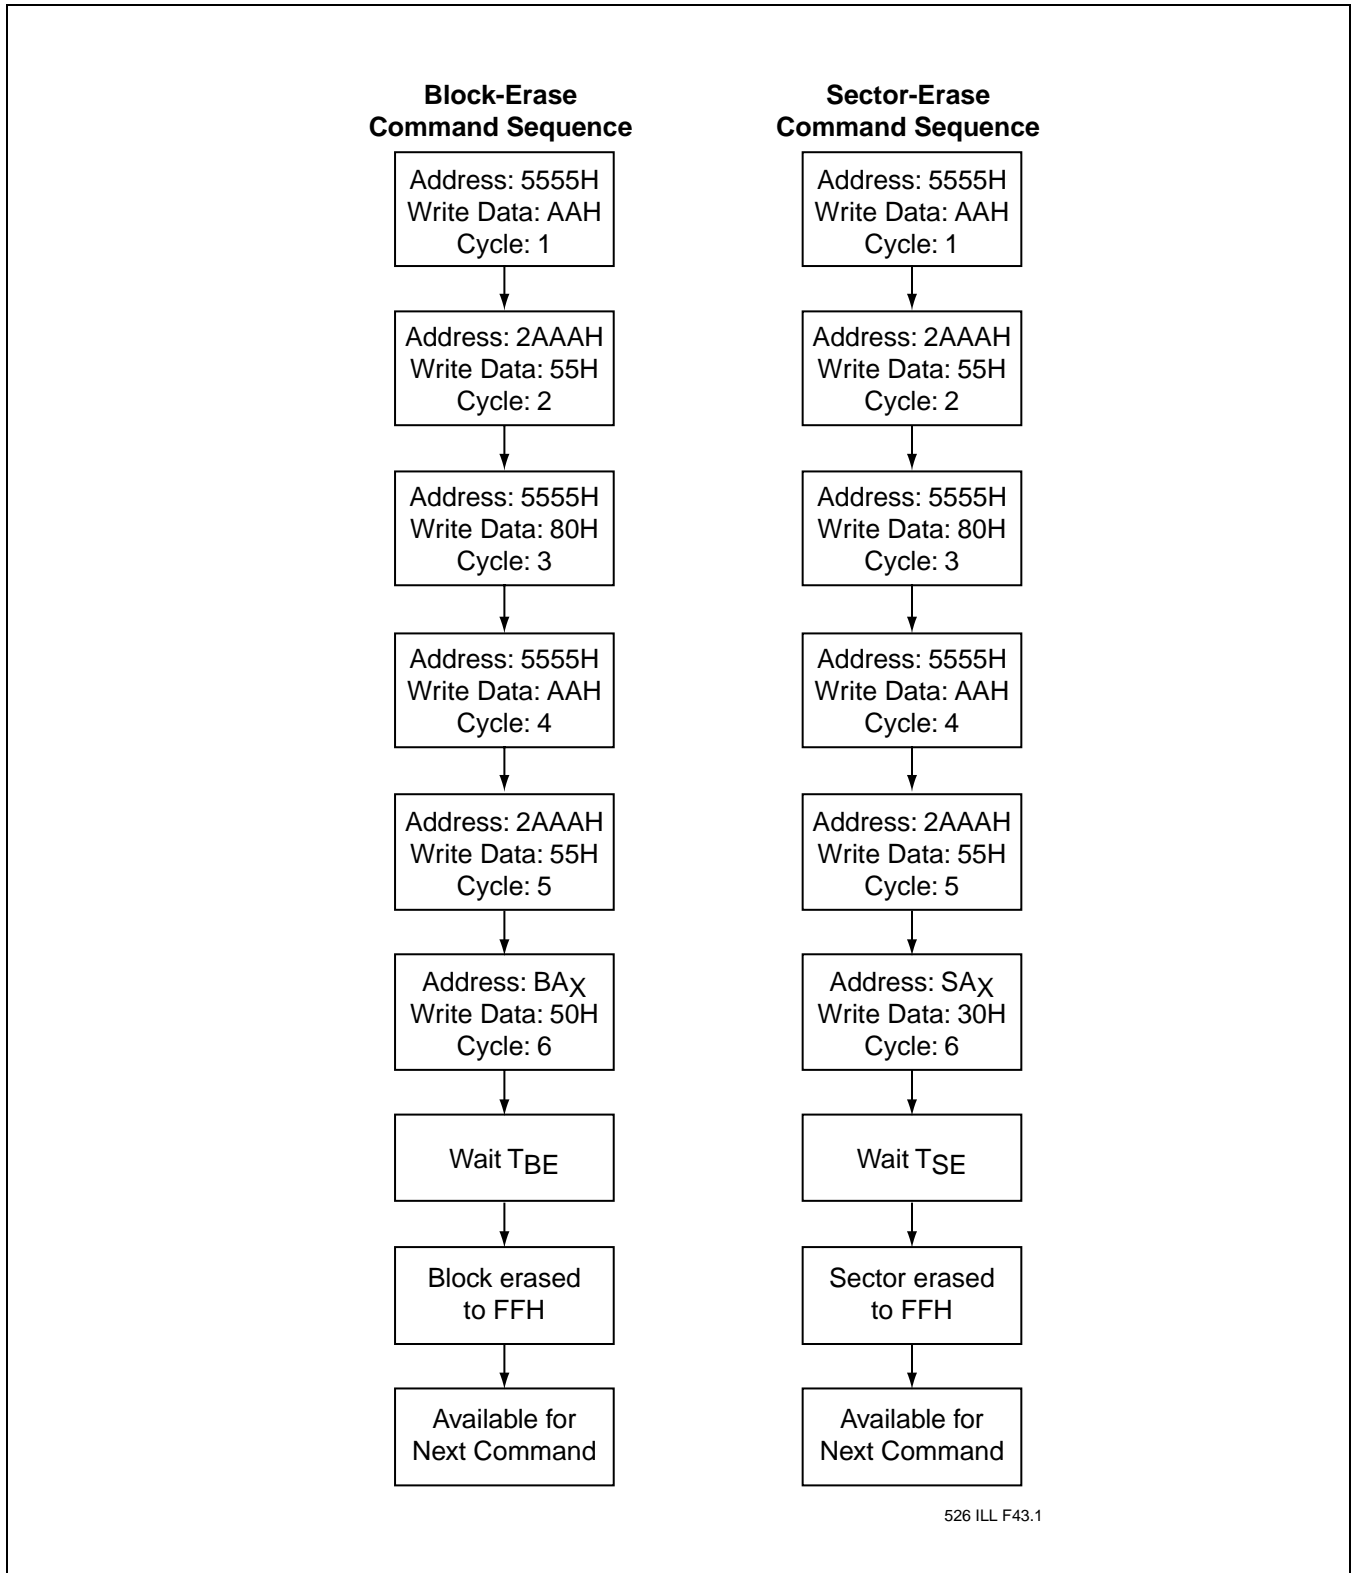 Block-Erase
Command Sequence
Address: 5555H
Write Data: AAH
Cycle: 1
Address: 2AAAH
Write Data: 55H
Cycle: 2
Address: 5555H
Write Data: 80H
Cycle: 3
Address: 5555H
Write Data: AAH
Cycle: 4
Address: 2AAAH
Write Data: 55H
Cycle: 5
Address: BAX
Write Data: 50H
Cycle: 6
Wait TBE
Block erased
to FFH
Available for
Next Command
Sector-Erase
Command Sequence
Address: 5555H
Write Data: AAH
Cycle: 1
Address: 2AAAH
Write Data: 55H
Cycle: 2
Address: 5555H
Write Data: 80H
Cycle: 3
Address: 5555H
Write Data: AAH
Cycle: 4
Address: 2AAAH
Write Data: 55H
Cycle: 5
Address: SAX
Write Data: 30H
Cycle: 6
Wait TSE
Sector erased
to FFH
Available for
Next Command
526 ILL F43.1